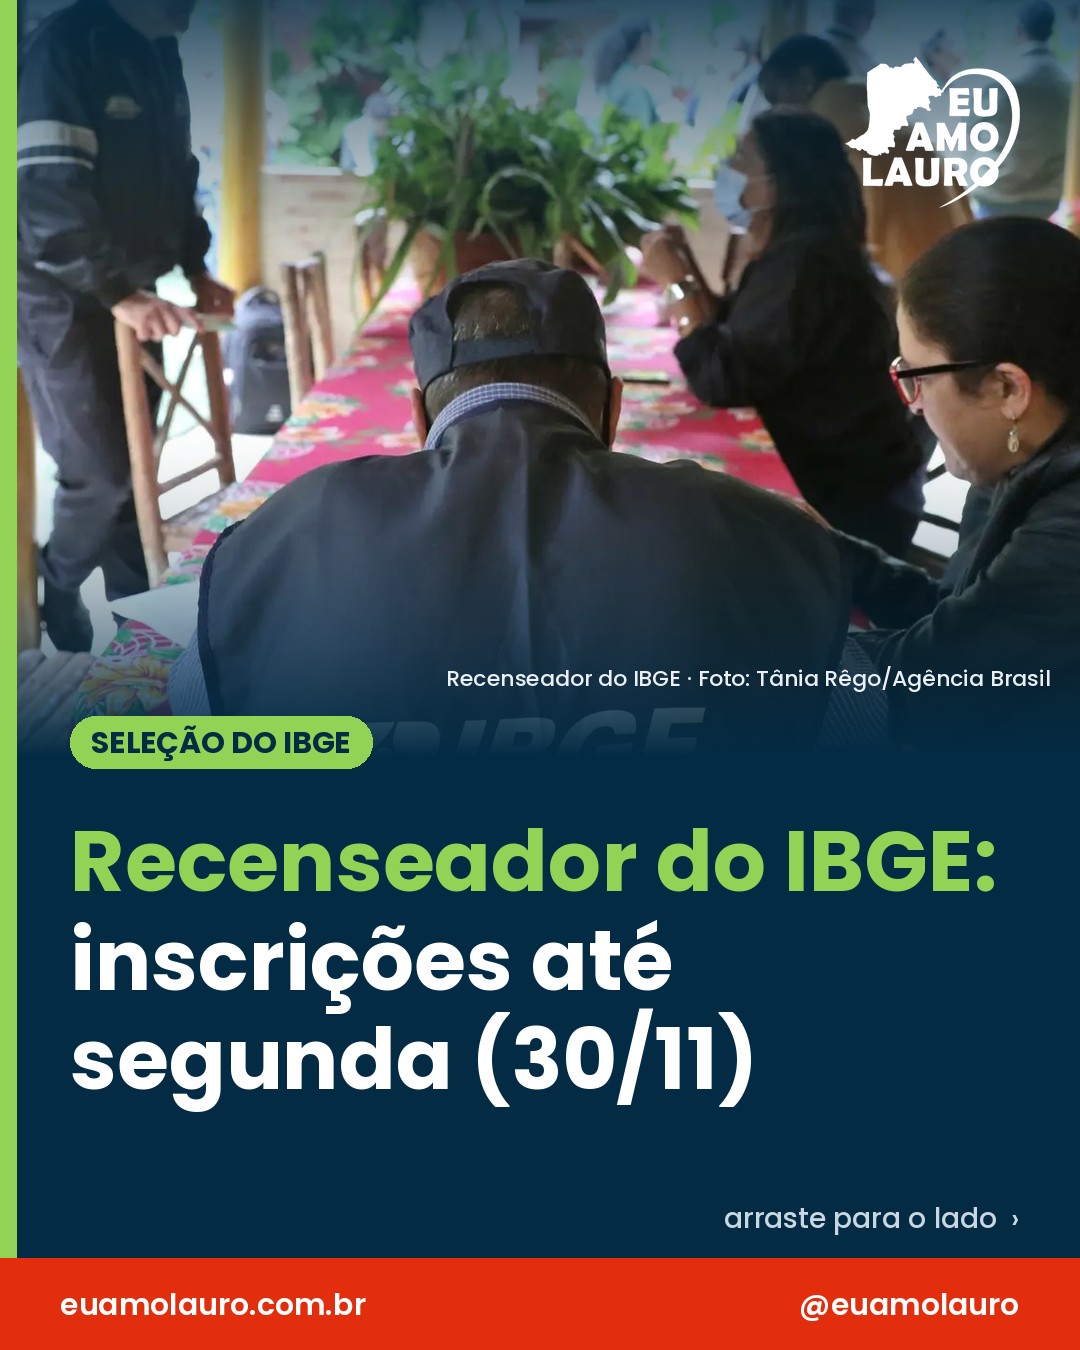 EU
AMO
LAURO
Recenseador do IBGE · Foto: Tânia Rêgo/Agência Brasil
IBGE
SELEÇÃO DO IBGE
Recenseador do IBGE:
inscrições até
segunda (30/11)
arraste para o lado ›
euamolauro.com.br
@euamolauro